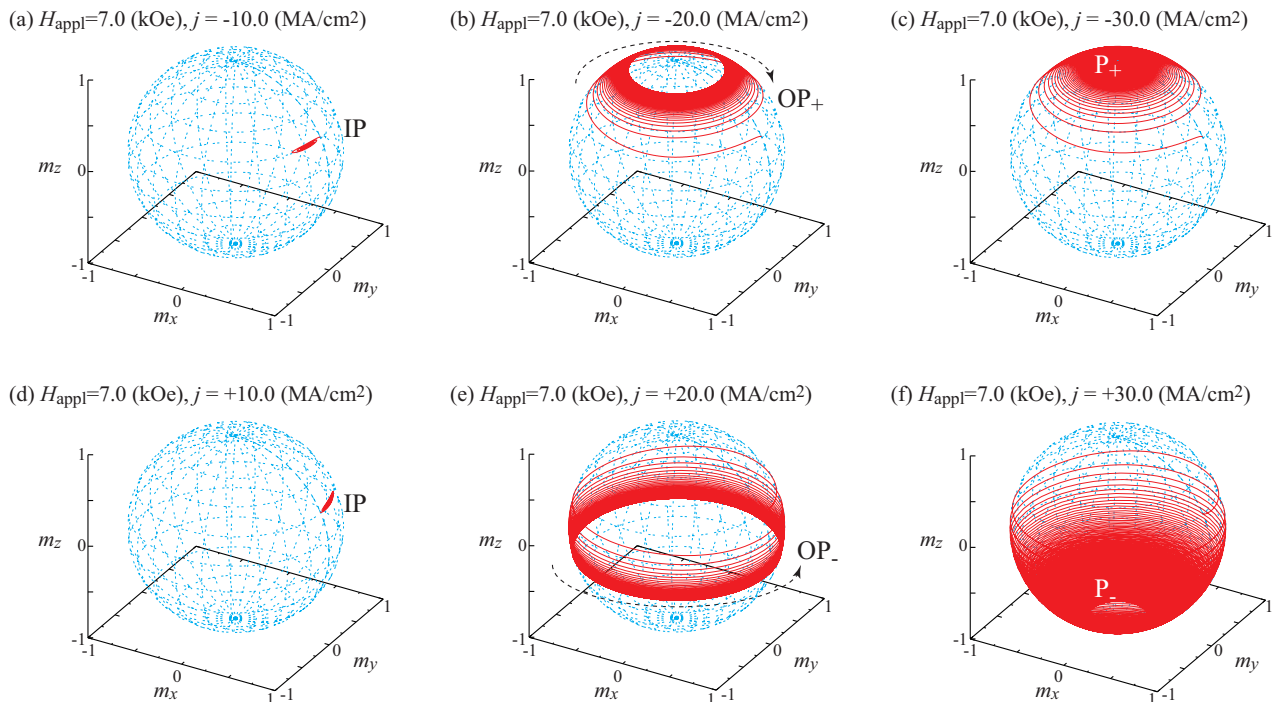 (a) Happl=7.0 (kOe), j = -10.0 (MA/cm²)
(b) Happl=7.0 (kOe), j = -20.0 (MA/cm²)
(c) Happl=7.0 (kOe), j = -30.0 (MA/cm²)
IP
OP+
P+
1
mz
0
-1
-1
0
mx
1
-1
0
my
1
1
mz
0
-1
-1
0
mx
1
-1
0
my
1
1
mz
0
-1
-1
0
mx
1
-1
0
my
1
(d) Happl=7.0 (kOe), j = +10.0 (MA/cm²)
(e) Happl=7.0 (kOe), j = +20.0 (MA/cm²)
(f) Happl=7.0 (kOe), j = +30.0 (MA/cm²)
IP
OP-
P-
1
mz
0
-1
-1
0
mx
1
-1
0
my
1
1
mz
0
-1
-1
0
mx
1
-1
0
my
1
1
mz
0
-1
-1
0
mx
1
-1
0
my
1